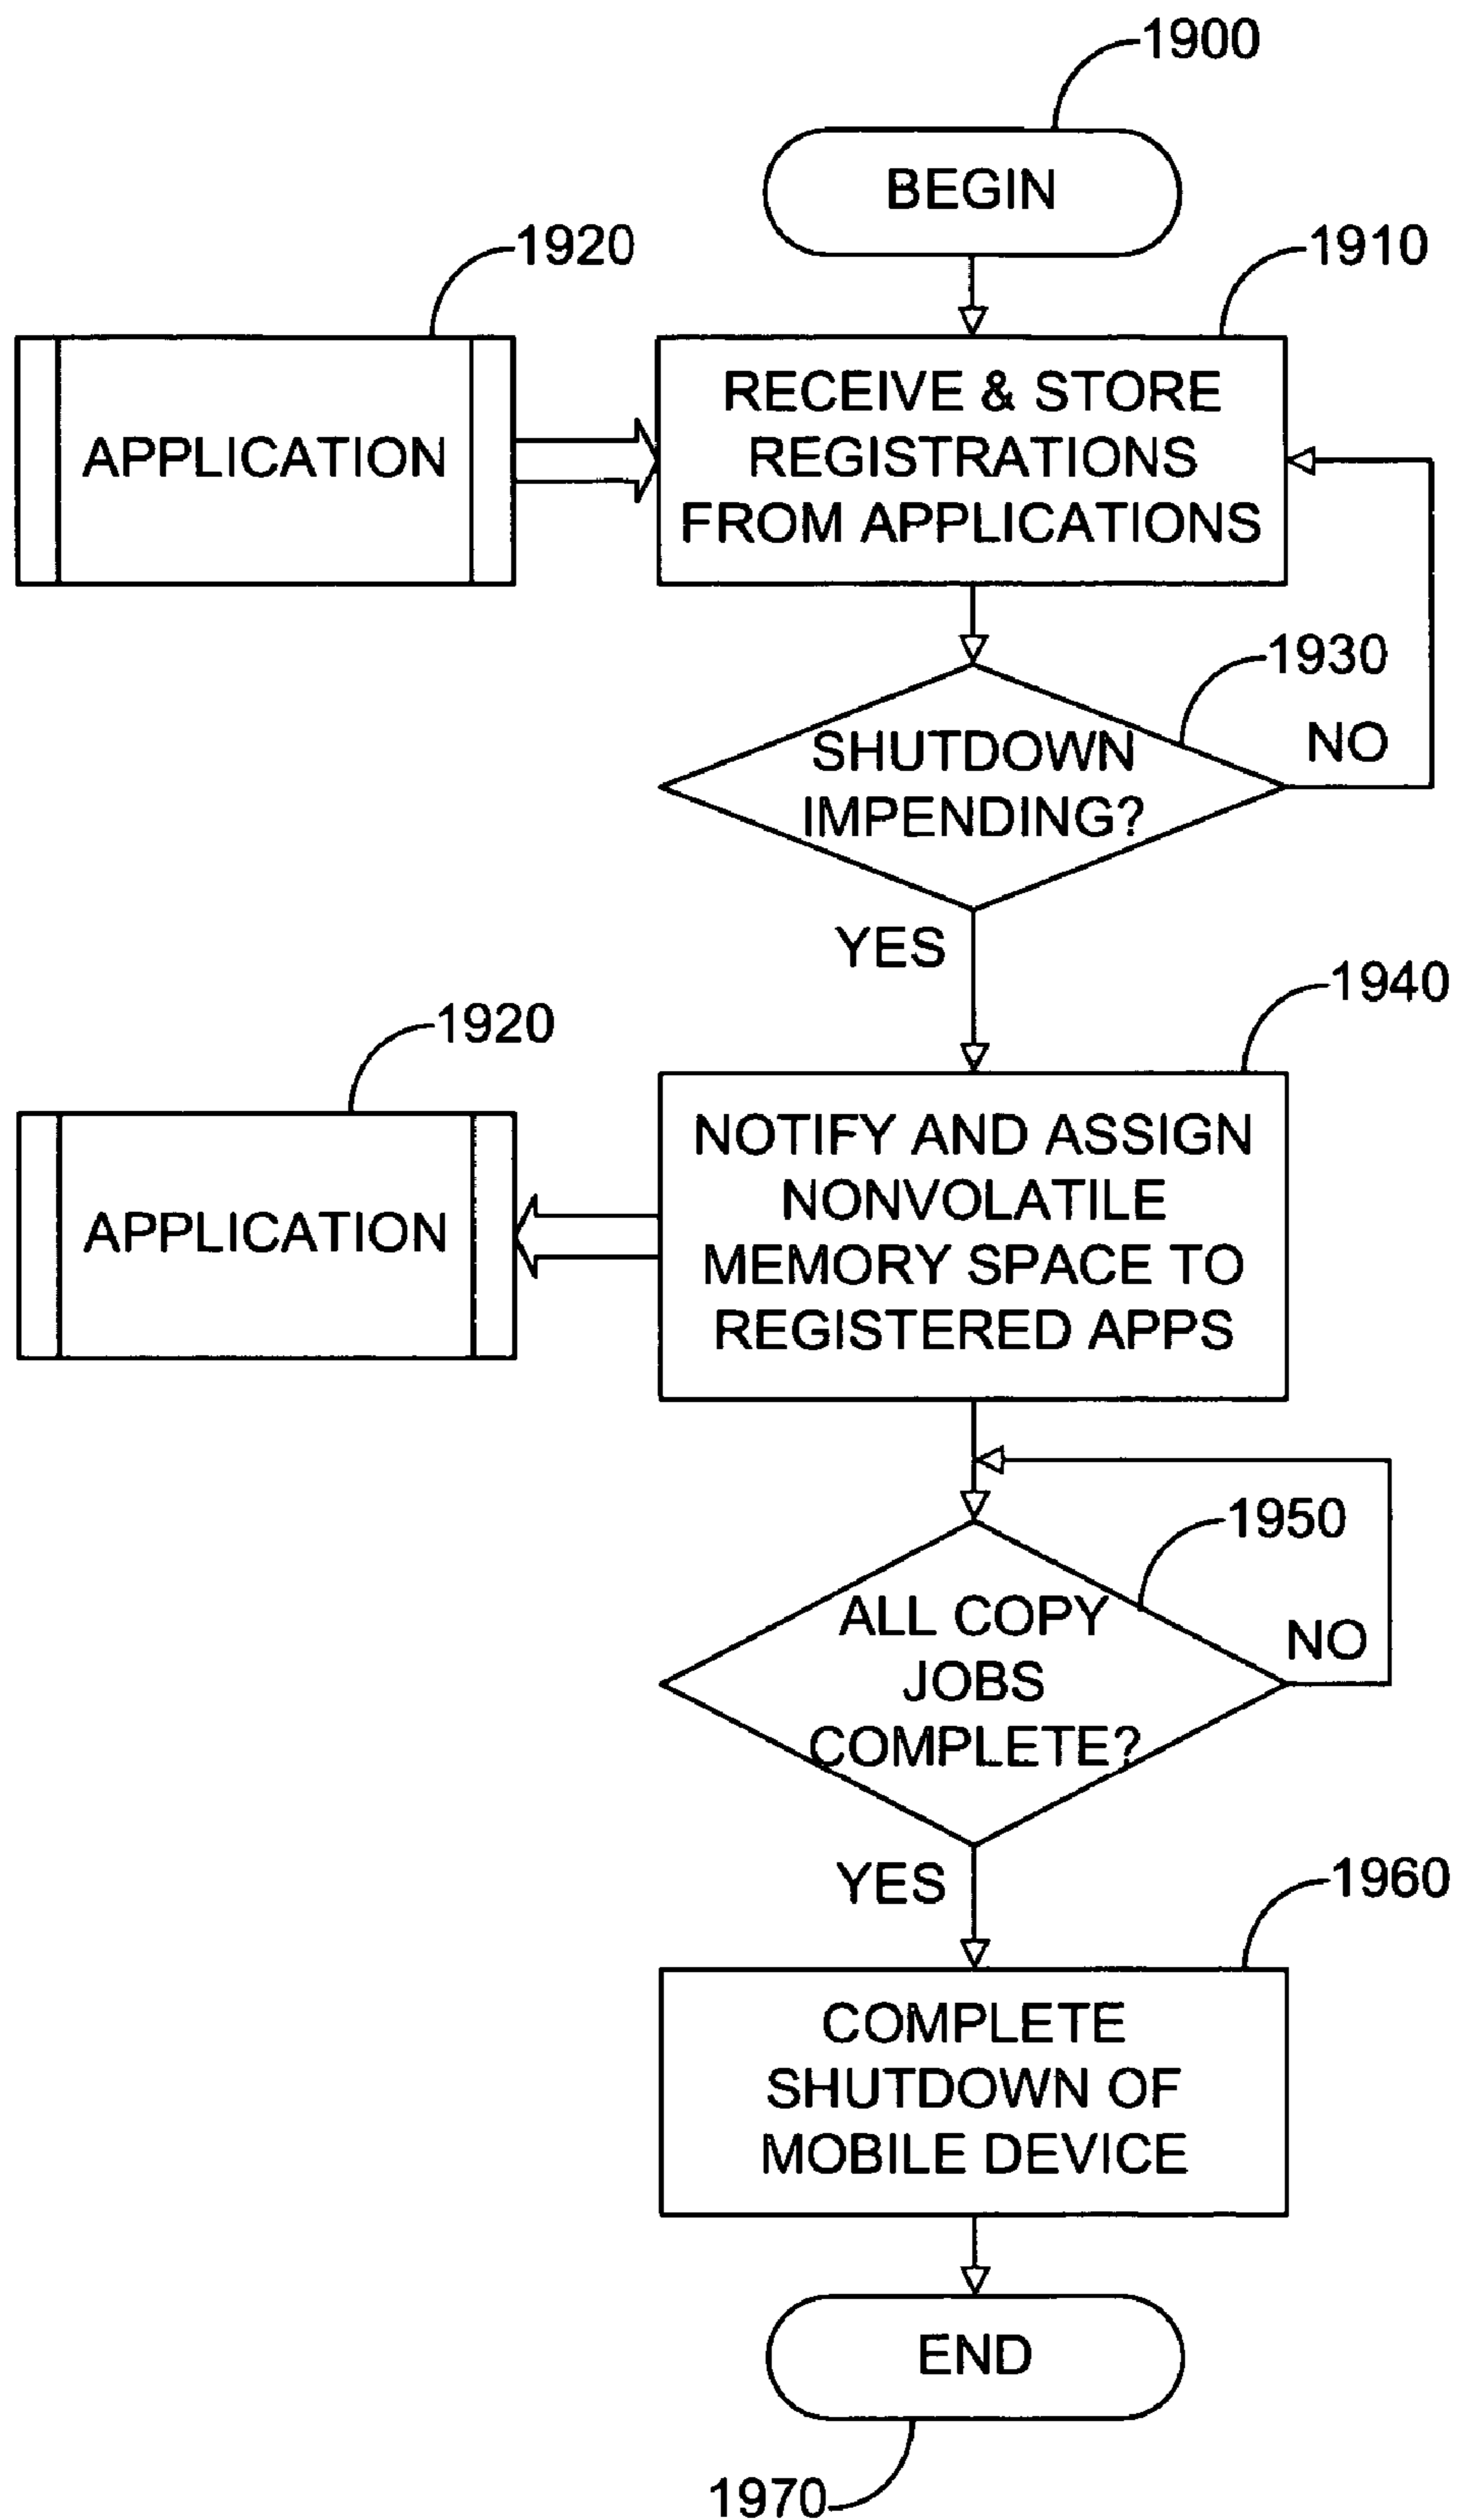 1900
BEGIN
1920
1910
APPLICATION
RECEIVE & STORE
REGISTRATIONS
FROM APPLICATIONS
1930
SHUTDOWN
IMPENDING?
NO
YES
1940
1920
APPLICATION
NOTIFY AND ASSIGN
NONVOLATILE
MEMORY SPACE TO
REGISTERED APPS
1950
ALL COPY
JOBS
COMPLETE?
NO
YES
1960
COMPLETE
SHUTDOWN OF
MOBILE DEVICE
END
1970